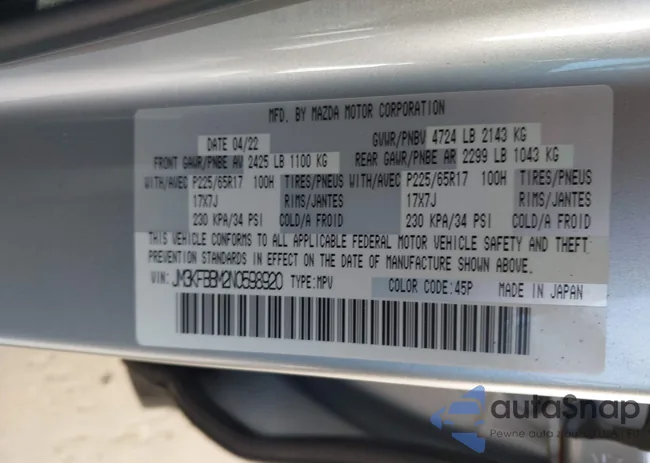 MFD. BY MAZDA MOTOR CORPORATION
DATE 04/22 GVWR/PNBV 4724 LB 2143 KG
FRONT GAWR/PNBE AV 2425 LB 1100 KG REAR GAWR/PNBE AR 2299 LB 1043 KG
WITH/AVEC P225/65R17 100H TIRES/PNEUS WITH/AVEC P225/65R17 100H TIRES/PNEUS
17X7J RIMS/JANTES 17X7J RIMS/JANTES
230 KPA/34 PSI COLD/A FROID 230 KPA/34 PSI COLD/A FROID
THIS VEHICLE CONFORMS TO ALL APPLICABLE FEDERAL MOTOR VEHICLE SAFETY AND THEFT
PREVENTION STANDARDS IN EFFECT ON THE DATE OF MANUFACTURE SHOWN ABOVE.
VIN: JM3KFBBM2N0598920 TYPE:MPV COLOR CODE:45P MADE IN JAPAN
autoSnap
Pewne auto z